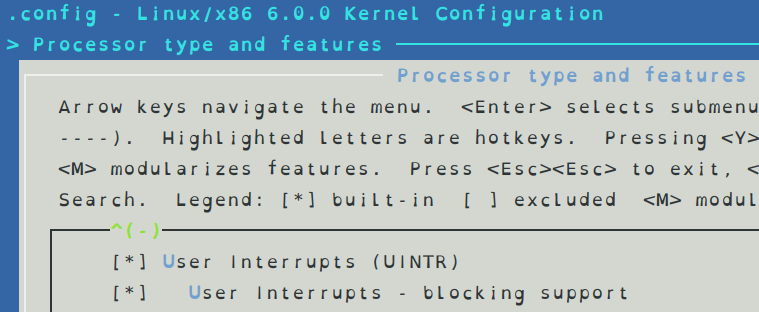 .config - Linux/x86 6.0.0 Kernel Configuration
> Processor type and features
Processor type and features
Arrow keys navigate the menu.  <Enter> selects submenu
----).  Highlighted letters are hotkeys.  Pressing <Y>
<M> modularizes features.  Press <Esc><Esc> to exit, <
Search.  Legend: [*] built-in  [ ] excluded  <M> modul
^(-)
[*] User Interrupts (UINTR)
[*]   User Interrupts - blocking support